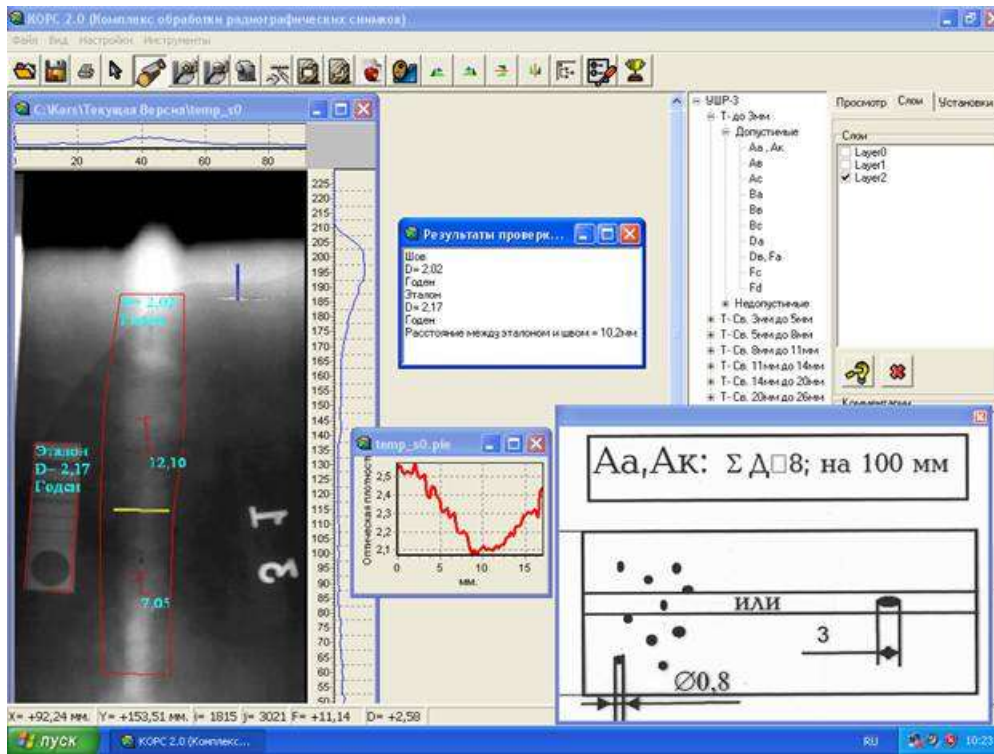 КОРС 2.0 (Комплекс обработки радиографических снимков)
Файл Вид Настройки Инструменты
C:\Kors\Текущая Версия\temp_s0
20 40 60 80
225
220
215
210
205
200
195
190
185
180
175
170
165
160
155
150
145
140
135
130
125
120
115
110
105
100
95
90
85
80
75
70
65
60
55
50
D= 2,02
Годен
Эталон
D= 2,17
Годен
12,10
7,05
Результаты проверк...
Шов
D= 2,02
Годен
Эталон
D= 2,17
Годен
Расстояние между эталоном и швом = 10,2мм
temp_s0.ple
Оптическая плотность
2,5
2,4
2,3
2,2
2,1
0 5 10 15
мм.
УШР-3
Т- до 3мм
Допустимые
Аа , Ак
Ав
Ас
Ва
Вв
Вс
Da
Dв, Fa
Fc
Fd
Недопустимые
Т- Св. 3мм до 5мм
Т- Св. 5мм до 8мм
Т- Св. 8мм до 11мм
Т- Св. 11мм до 14мм
Т- Св. 14мм до 20мм
Т- Св. 20мм до 26мм
Просмотр Слои Установки
Слои
Layer0
Layer1
Layer2
Комментарии
Аа,Ак: Σ Д□8; на 100 мм
ИЛИ
3
∅0,8
X= +92,24 мм. Y= +153,51 мм. i= 1815 j= 3021 F= +11,14 D= +2,58
пуск
КОРС 2.0 (Комплекс...
RU
10:23